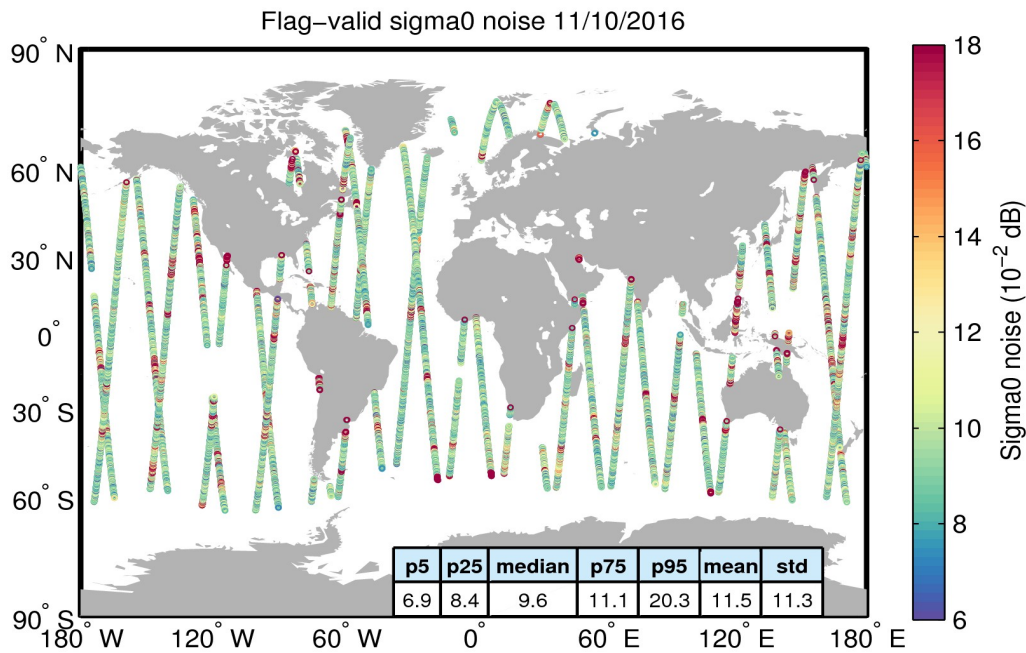 Flag−valid sigma0 noise 11/10/2016
90° N
60° N
30° N
0°
30° S
60° S
90° S
180° W
120° W
60° W
0°
60° E
120° E
180° E
p5 p25 median p75 p95 mean std
6.9 8.4 9.6 11.1 20.3 11.5 11.3
18
16
14
12
10
8
6
Sigma0 noise (10⁻² dB)